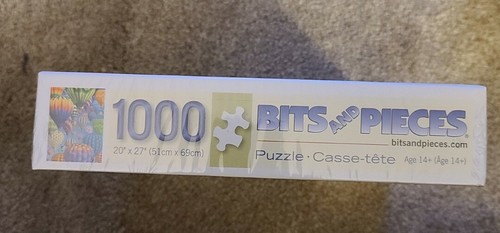 1000
20" x 27" (51cm x 69cm)
BITS AND PIECES
bitsandpieces.com
Puzzle · Casse-tête Age 14+ (Âge 14+)